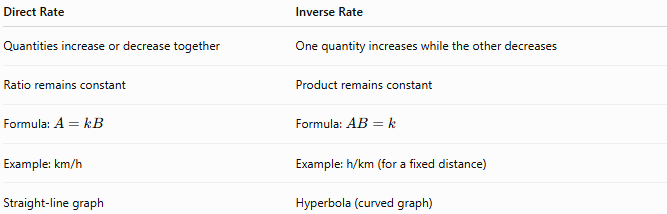 Direct Rate Inverse Rate
Quantities increase or decrease together One quantity increases while the other decreases
Ratio remains constant Product remains constant
Formula: A = kB Formula: AB = k
Example: km/h Example: h/km (for a fixed distance)
Straight-line graph Hyperbola (curved graph)